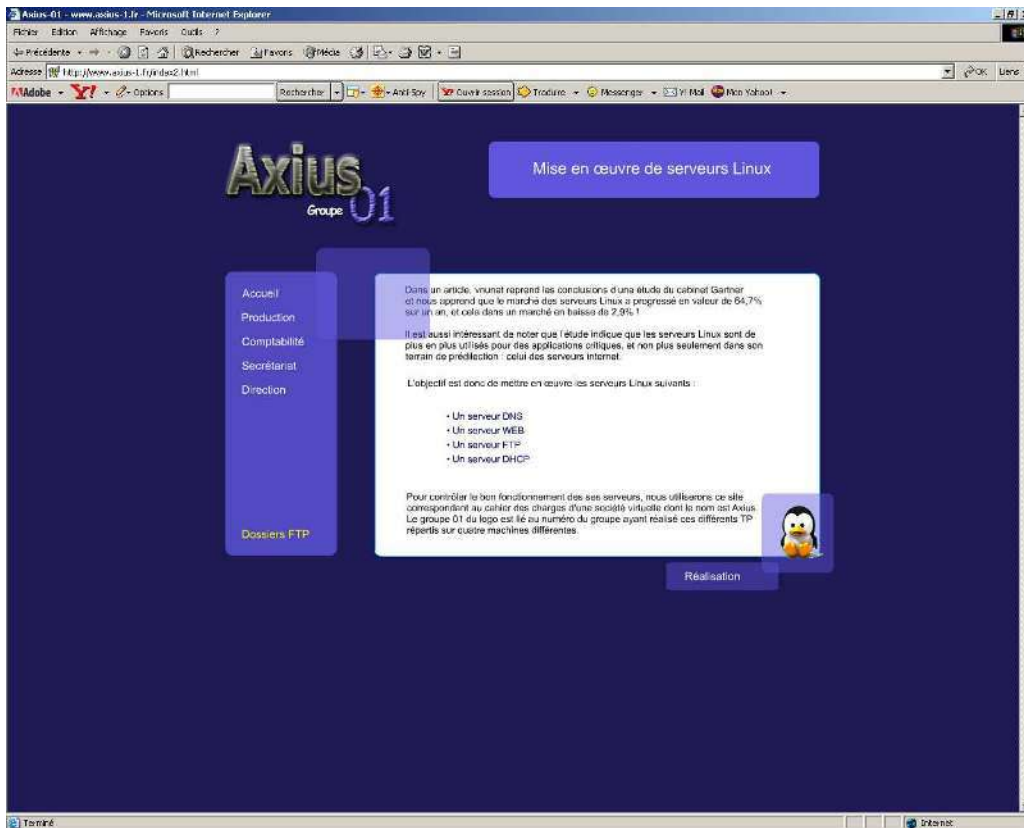 Axius-01 - www.axius-1.fr - Microsoft Internet Explorer
Fichier Edition Affichage Favoris Outils ?
Précédente Rechercher Favoris Média
Adresse http://www.axius-1.fr/index2.html OK Liens
Adobe Y! Options Rechercher Anti-Spy Ouvrir session Traduire Messenger Y! Mail Mon Yahoo!
Axius
Groupe 01
Mise en œuvre de serveurs Linux
Accueil
Production
Comptabilité
Secrétariat
Direction
Dossiers FTP
Dans un article, vnunet reprend les conclusions d'une étude du cabinet Gartner
et nous apprend que le marché des serveurs Linux a progressé en valeur de 64,7%
sur un an, et cela dans un marché en baisse de 2,9% !
Il est aussi intéressant de noter que l'étude indique que les serveurs Linux sont de
plus en plus utilisés pour des applications critiques, et non plus seulement dans son
terrain de prédilection : celui des serveurs internet.
L'objectif est donc de mettre en œuvre les serveurs Linux suivants :
• Un serveur DNS
• Un serveur WEB
• Un serveur FTP
• Un serveur DHCP
Pour contrôler le bon fonctionnement des ses serveurs, nous utiliserons ce site
correspondant au cahier des charges d'une société virtuelle dont le nom est Axius.
Le groupe 01 du logo est lié au numéro du groupe ayant réalisé ces différents TP
répartis sur quatre machines différentes.
Réalisation
Terminé Internet